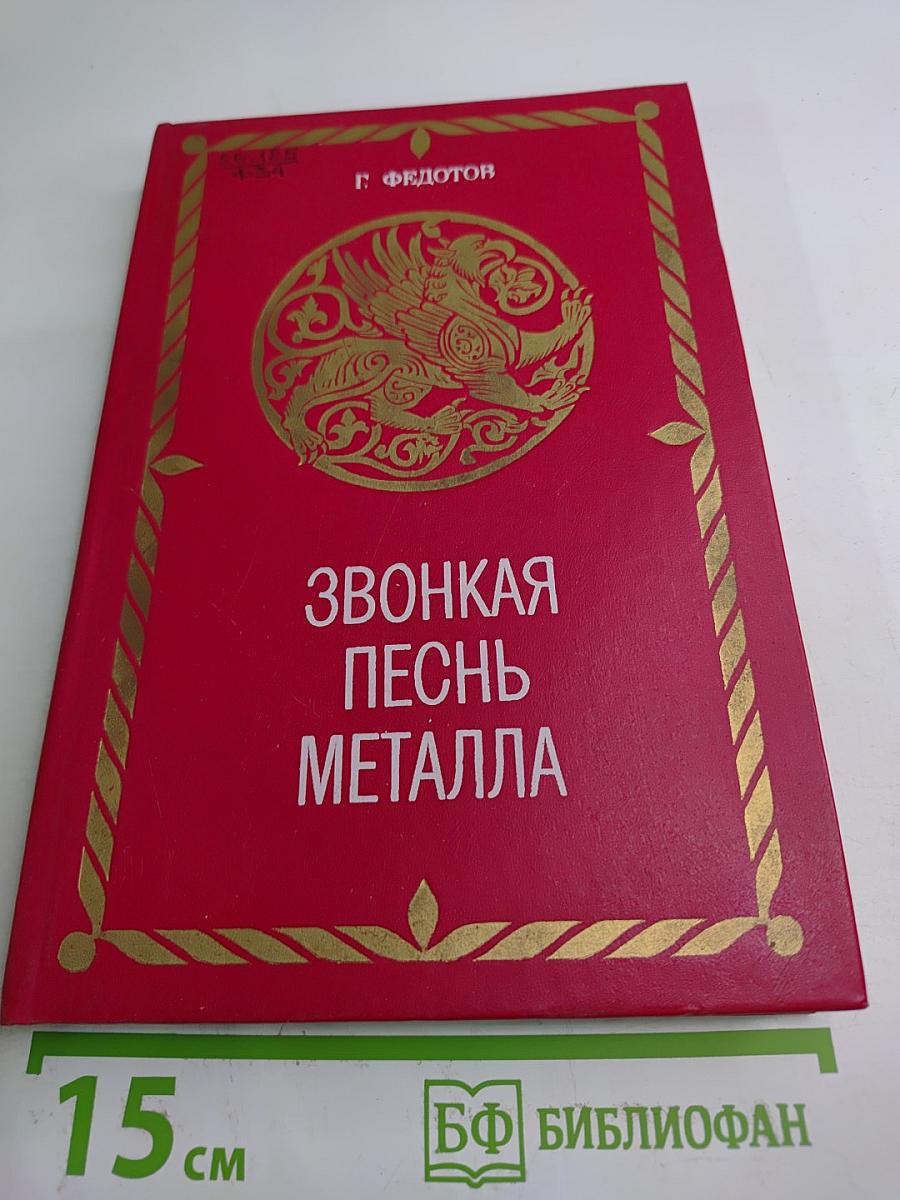 Г. ФЕДОТОВ
ЗВОНКАЯ
ПЕСНЬ
МЕТАЛЛА
15 см
БФ БИБЛИОФАН